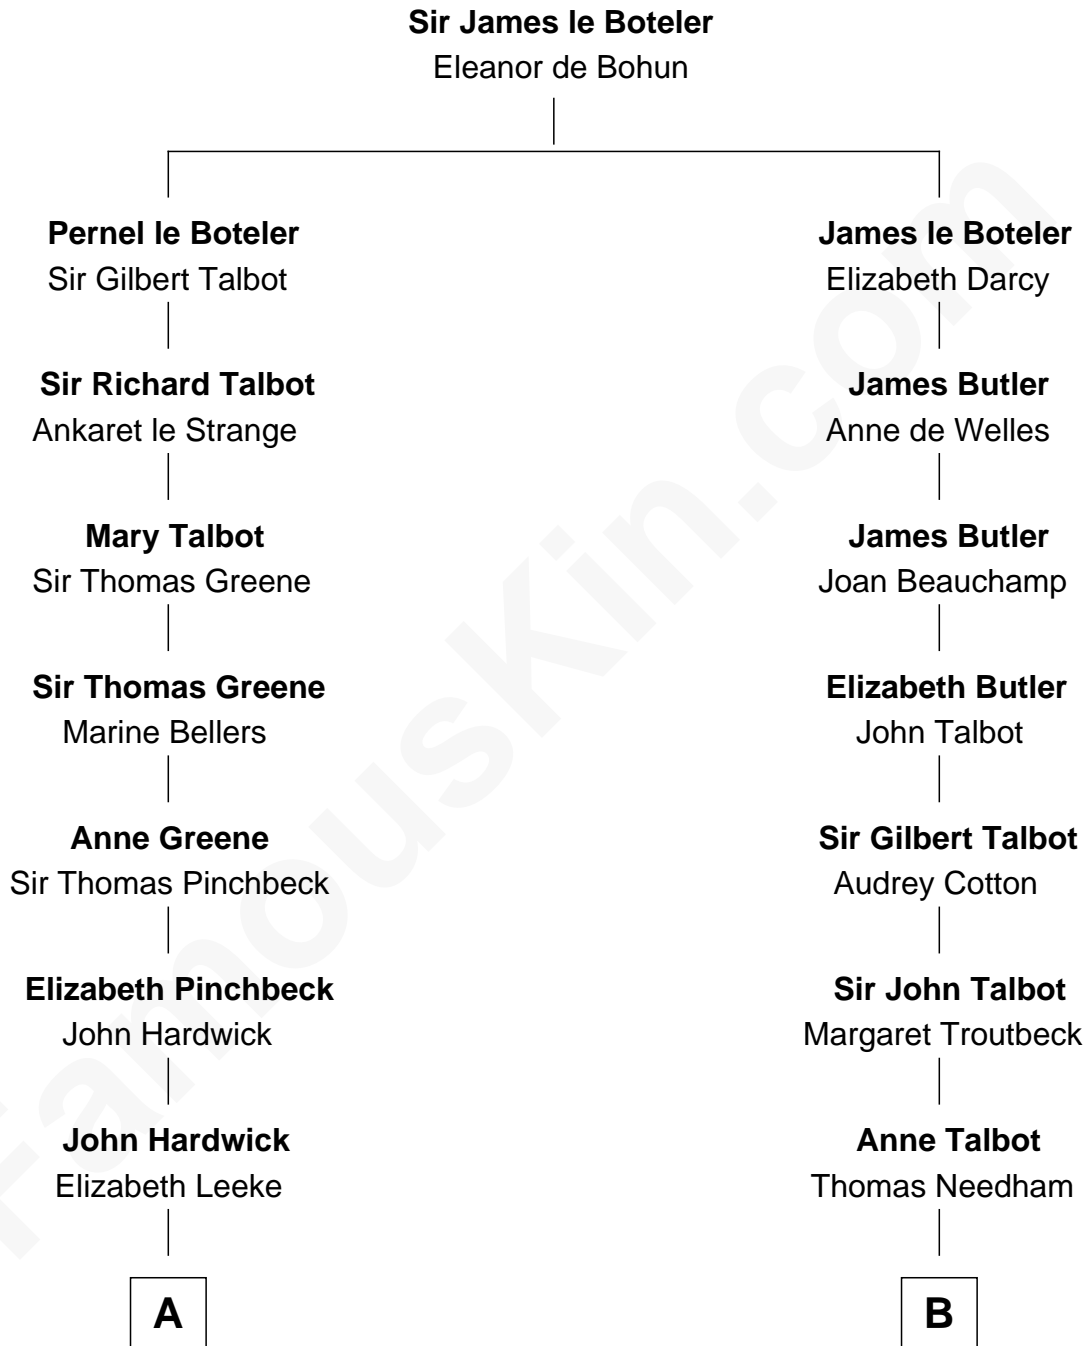 Sir James le Boteler
Eleanor de Bohun
Pernel le Boteler
Sir Gilbert Talbot
James le Boteler
Elizabeth Darcy
Sir Richard Talbot
Ankaret le Strange
James Butler
Anne de Welles
Mary Talbot
Sir Thomas Greene
James Butler
Joan Beauchamp
Sir Thomas Greene
Marine Bellers
Elizabeth Butler
John Talbot
Anne Greene
Sir Thomas Pinchbeck
Sir Gilbert Talbot
Audrey Cotton
Elizabeth Pinchbeck
John Hardwick
Sir John Talbot
Margaret Troutbeck
John Hardwick
Elizabeth Leeke
Anne Talbot
Thomas Needham
A
B
FamousKin.com